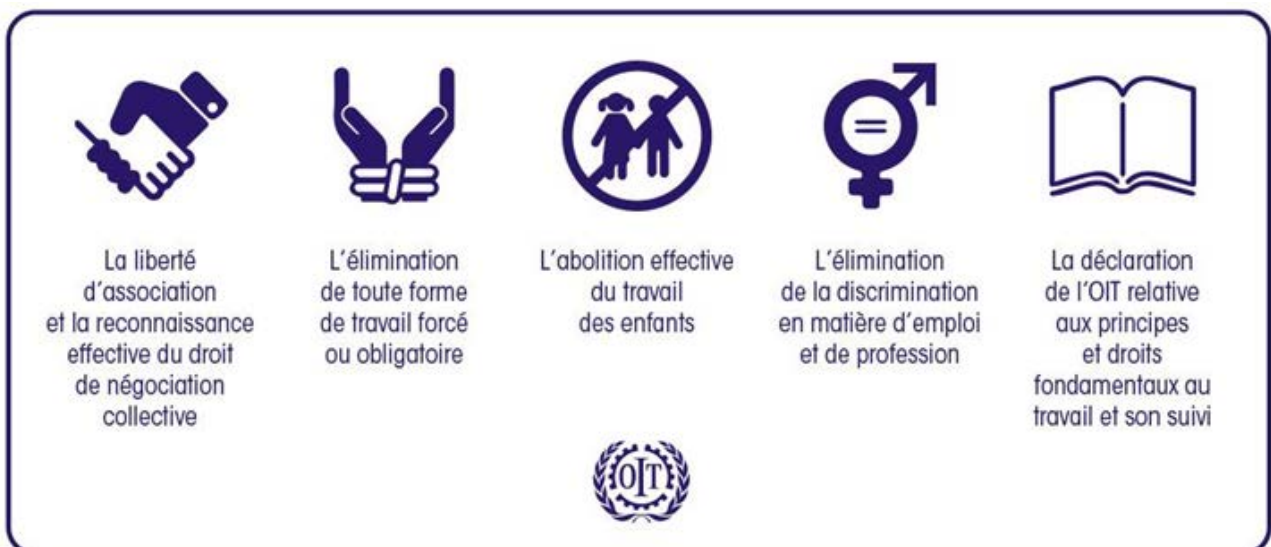 La liberté
d'association
et la reconnaissance
effective du droit
de négociation
collective
L'élimination
de toute forme
de travail forcé
ou obligatoire
L'abolition effective
du travail
des enfants
L'élimination
de la discrimination
en matière d'emploi
et de profession
La déclaration
de l'OIT relative
aux principes
et droits
fondamentaux au
travail et son suivi
OIT